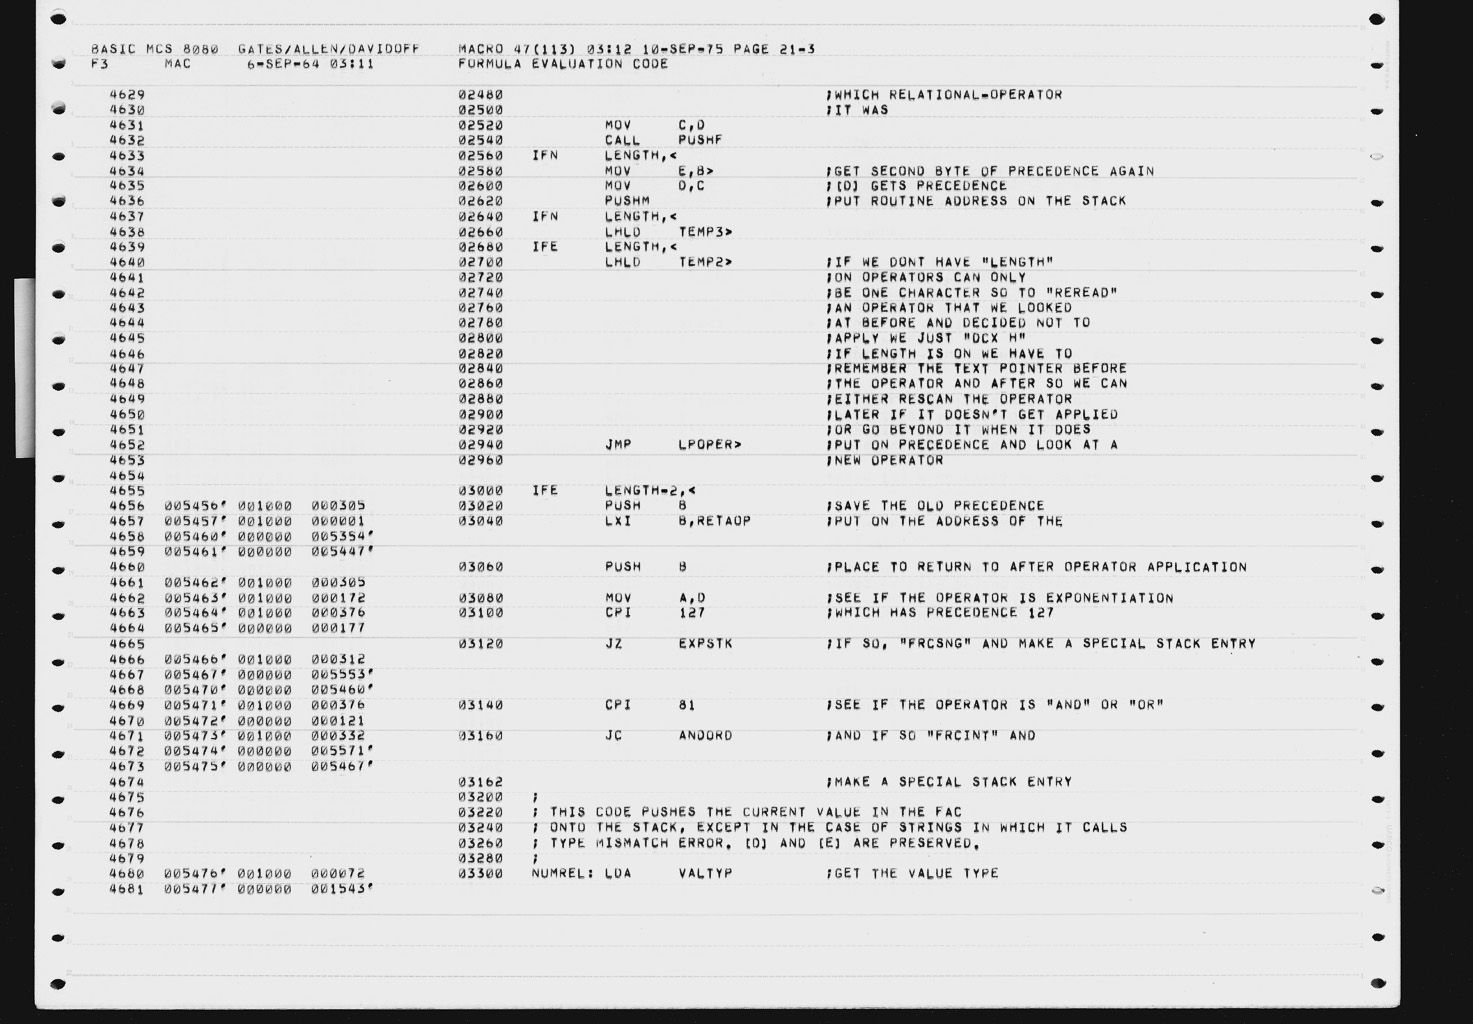 BASIC MCS 8080  GATES/ALLEN/DAVIDOFF    MACRO 47(113) 03:12 10-SEP-75 PAGE 21-3
F3      MAC      6-SEP-64 03:11         FORMULA EVALUATION CODE
4629                                  02480                                   ;WHICH RELATIONAL-OPERATOR
4630                                  02500                                   ;IT WAS
4631                                  02520           MOV     C,D
4632                                  02540           CALL    PUSHF
4633                                  02560   IFN     LENGTH,<
4634                                  02580           MOV     E,B>            ;GET SECOND BYTE OF PRECEDENCE AGAIN
4635                                  02600           MOV     D,C             ;[D] GETS PRECEDENCE
4636                                  02620           PUSHM                   ;PUT ROUTINE ADDRESS ON THE STACK
4637                                  02640   IFN     LENGTH,<
4638                                  02660           LHLD    TEMP3>
4639                                  02680   IFE     LENGTH,<
4640                                  02700           LHLD    TEMP2>          ;IF WE DONT HAVE "LENGTH"
4641                                  02720                                   ;ON OPERATORS CAN ONLY
4642                                  02740                                   ;BE ONE CHARACTER SO TO "REREAD"
4643                                  02760                                   ;AN OPERATOR THAT WE LOOKED
4644                                  02780                                   ;AT BEFORE AND DECIDED NOT TO
4645                                  02800                                   ;APPLY WE JUST "DCX H"
4646                                  02820                                   ;IF LENGTH IS ON WE HAVE TO
4647                                  02840                                   ;REMEMBER THE TEXT POINTER BEFORE
4648                                  02860                                   ;THE OPERATOR AND AFTER SO WE CAN
4649                                  02880                                   ;EITHER RESCAN THE OPERATOR
4650                                  02900                                   ;LATER IF IT DOESN'T GET APPLIED
4651                                  02920                                   ;OR GO BEYOND IT WHEN IT DOES
4652                                  02940           JMP     LPOPER>         ;PUT ON PRECEDENCE AND LOOK AT A
4653                                  02960                                   ;NEW OPERATOR
4654
4655                                  03000   IFE     LENGTH-2,<
4656  005456' 001000  000305          03020           PUSH    B               ;SAVE THE OLD PRECEDENCE
4657  005457' 001000  000001          03040           LXI     B,RETAOP        ;PUT ON THE ADDRESS OF THE
4658  005460' 000000  005354'
4659  005461' 000000  005447'
4660                                  03060           PUSH    B               ;PLACE TO RETURN TO AFTER OPERATOR APPLICATION
4661  005462' 001000  000305
4662  005463' 001000  000172          03080           MOV     A,D             ;SEE IF THE OPERATOR IS EXPONENTIATION
4663  005464' 001000  000376          03100           CPI     127             ;WHICH HAS PRECEDENCE 127
4664  005465' 000000  000177
4665                                  03120           JZ      EXPSTK          ;IF SO, "FRCSNG" AND MAKE A SPECIAL STACK ENTRY
4666  005466' 001000  000312
4667  005467' 000000  005553'
4668  005470' 000000  005460'
4669  005471' 001000  000376          03140           CPI     81              ;SEE IF THE OPERATOR IS "AND" OR "OR"
4670  005472' 000000  000121
4671  005473' 001000  000332          03160           JC      ANDORD          ;AND IF SO "FRCINT" AND
4672  005474' 000000  005571'
4673  005475' 000000  005467'
4674                                  03162                                   ;MAKE A SPECIAL STACK ENTRY
4675                                  03200   ;
4676                                  03220   ; THIS CODE PUSHES THE CURRENT VALUE IN THE FAC
4677                                  03240   ; ONTO THE STACK, EXCEPT IN THE CASE OF STRINGS IN WHICH IT CALLS
4678                                  03260   ; TYPE MISMATCH ERROR. [D] AND [E] ARE PRESERVED.
4679                                  03280   ;
4680  005476' 001000  000072          03300   NUMREL: LDA     VALTYP          ;GET THE VALUE TYPE
4681  005477' 000000  001543'